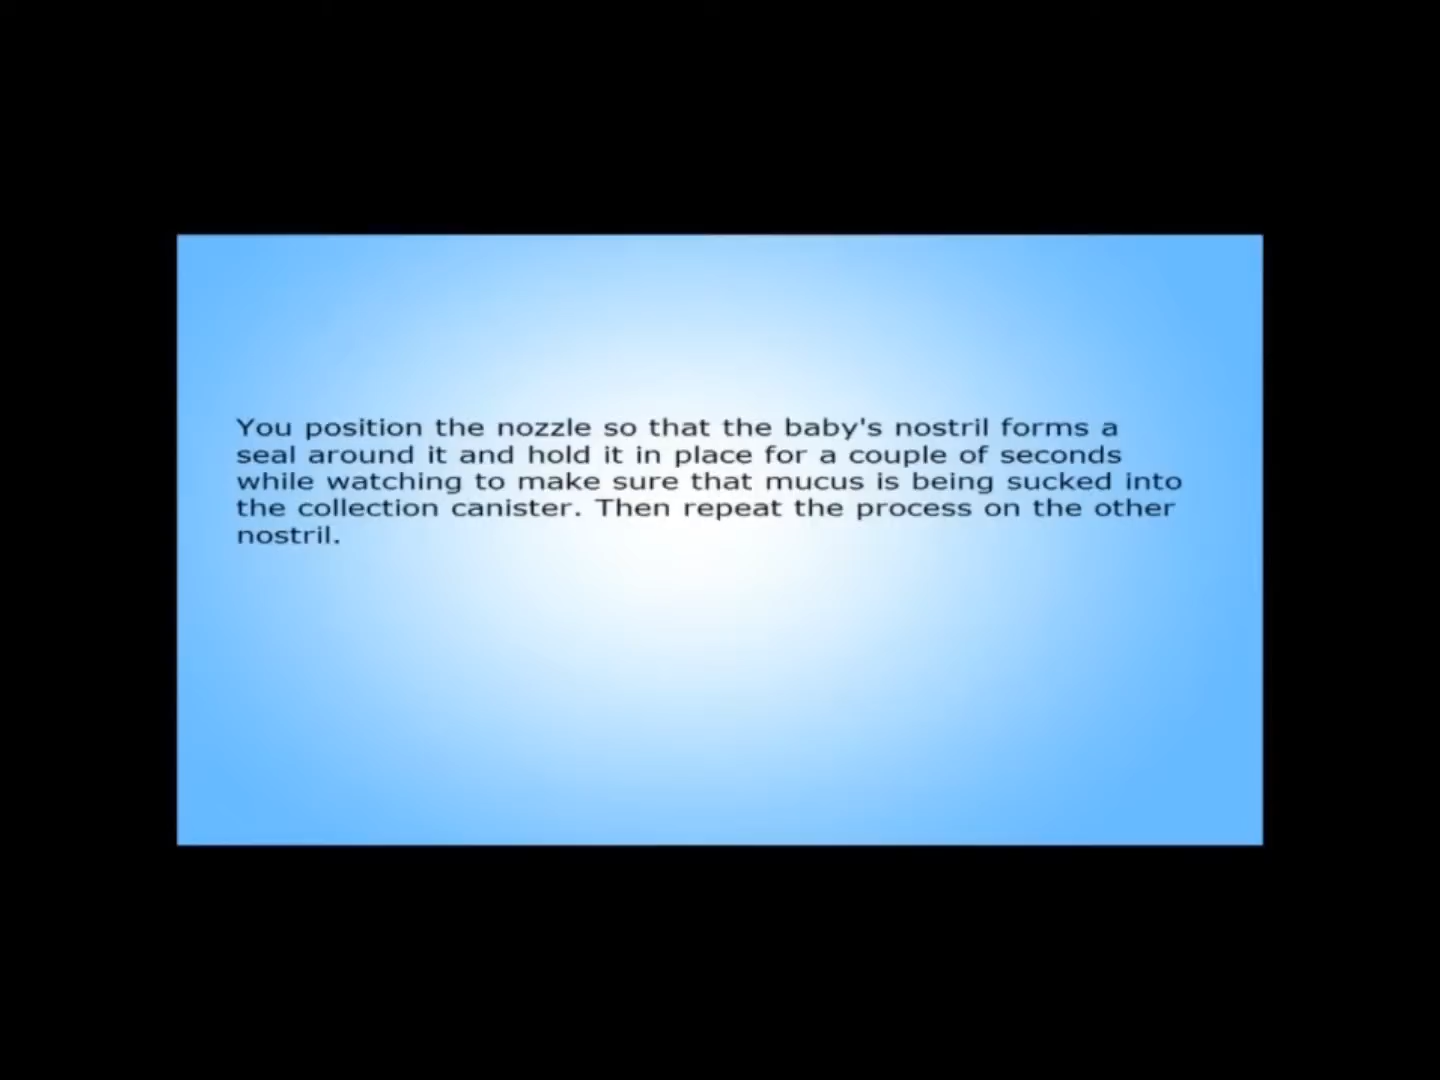 You position the nozzle so that the baby's nostril forms a
seal around it and hold it in place for a couple of seconds
while watching to make sure that mucus is being sucked into
the collection canister. Then repeat the process on the other
nostril.